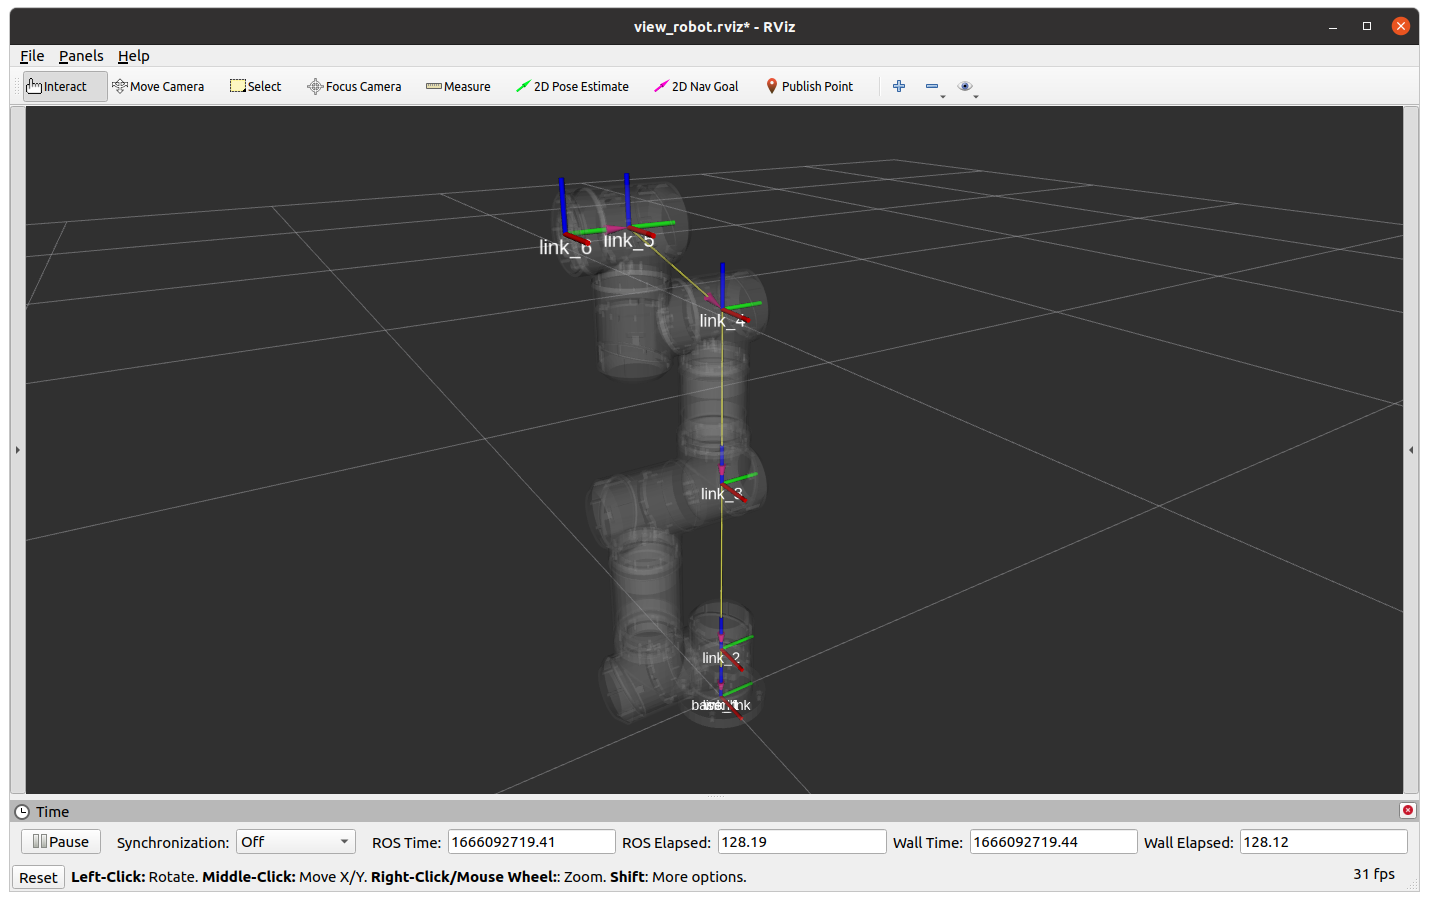 view_robot.rviz* - RViz
File Panels Help
Interact Move Camera Select Focus Camera Measure 2D Pose Estimate 2D Nav Goal Publish Point
link_6 link_5
link_4
link_3
link_2
Time
Pause Synchronization: Off ROS Time: 1666092719.41 ROS Elapsed: 128.19 Wall Time: 1666092719.44 Wall Elapsed: 128.12
Reset Left-Click: Rotate. Middle-Click: Move X/Y. Right-Click/Mouse Wheel:: Zoom. Shift: More options. 31 fps